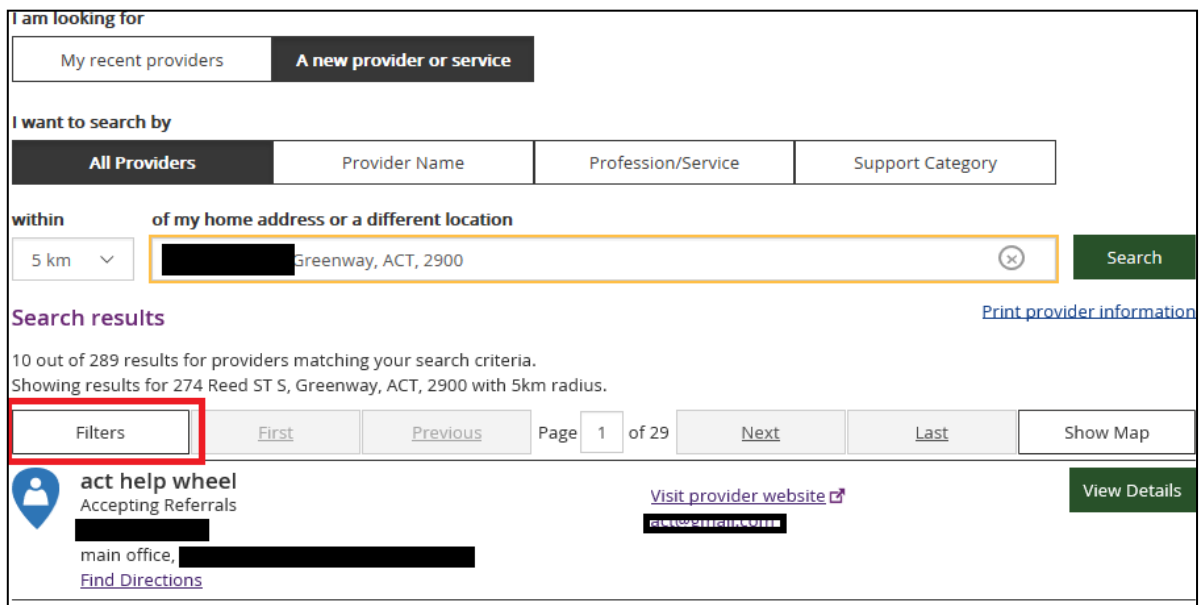 I am looking for
My recent providers A new provider or service
I want to search by
All Providers Provider Name Profession/Service Support Category
within of my home address or a different location
5 km Greenway, ACT, 2900 Search
Search results Print provider information
10 out of 289 results for providers matching your search criteria.
Showing results for 274 Reed ST S, Greenway, ACT, 2900 with 5km radius.
Filters First Previous Page 1 of 29 Next Last Show Map
act help wheel
Accepting Referrals Visit provider website View Details
main office,
Find Directions